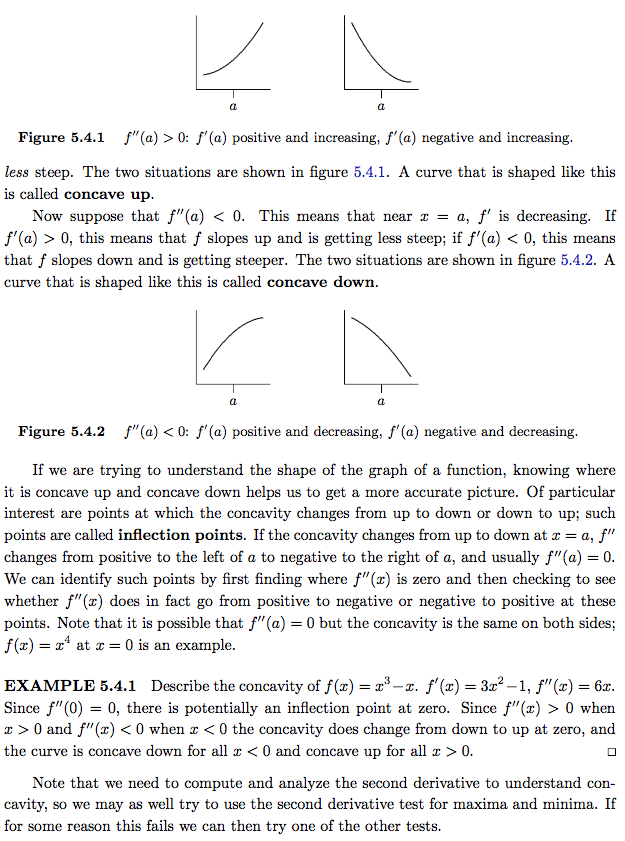 a a
Figure 5.4.1 f″(a) > 0: f′(a) positive and increasing, f′(a) negative and increasing.
less steep. The two situations are shown in figure 5.4.1. A curve that is shaped like this
is called concave up.
Now suppose that f″(a) < 0. This means that near x = a, f′ is decreasing. If
f′(a) > 0, this means that f slopes up and is getting less steep; if f′(a) < 0, this means
that f slopes down and is getting steeper. The two situations are shown in figure 5.4.2. A
curve that is shaped like this is called concave down.
a a
Figure 5.4.2 f″(a) < 0: f′(a) positive and decreasing, f′(a) negative and decreasing.
If we are trying to understand the shape of the graph of a function, knowing where
it is concave up and concave down helps us to get a more accurate picture. Of particular
interest are points at which the concavity changes from up to down or down to up; such
points are called inflection points. If the concavity changes from up to down at x = a, f″
changes from positive to the left of a to negative to the right of a, and usually f″(a) = 0.
We can identify such points by first finding where f″(x) is zero and then checking to see
whether f″(x) does in fact go from positive to negative or negative to positive at these
points. Note that it is possible that f″(a) = 0 but the concavity is the same on both sides;
f(x) = x⁴ at x = 0 is an example.
EXAMPLE 5.4.1 Describe the concavity of f(x) = x³ − x. f′(x) = 3x² − 1, f″(x) = 6x.
Since f″(0) = 0, there is potentially an inflection point at zero. Since f″(x) > 0 when
x > 0 and f″(x) < 0 when x < 0 the concavity does change from down to up at zero, and
the curve is concave down for all x < 0 and concave up for all x > 0. □
Note that we need to compute and analyze the second derivative to understand con-
cavity, so we may as well try to use the second derivative test for maxima and minima. If
for some reason this fails we can then try one of the other tests.